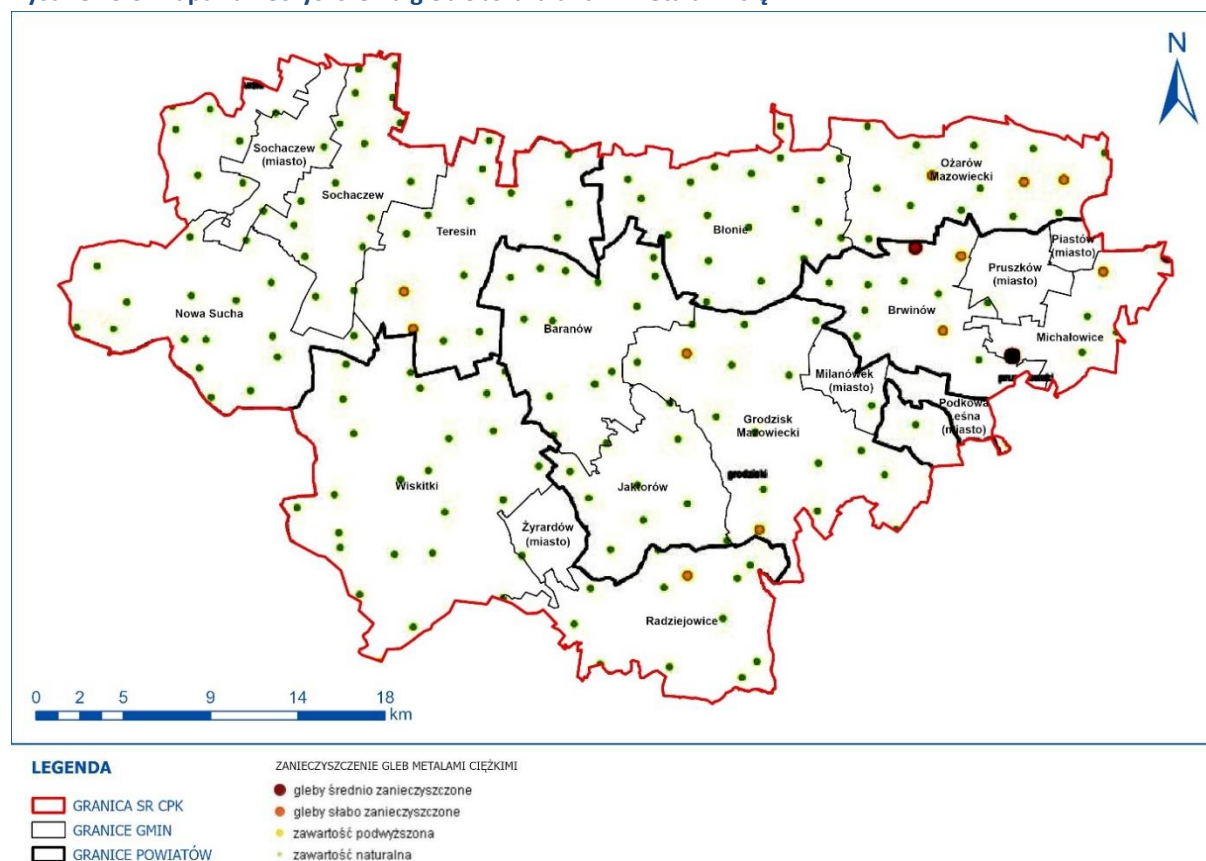 N
Sochaczew
(miasto)
Sochaczew
Teresin
Błonie
Ożarów
Mazowiecki
Piastów
(miasto)
Pruszków
(miasto)
Nowa Sucha
Baranów
Brwinów
Michałowice
Milanówek
(miasto)
Podkowa
Leśna
(miasto)
Grodzisk
Mazowiecki
grodziski
Wiskitki
Jaktorów
Żyrardów
(miasto)
Radziejowice
0 2 5 9 14 18
km
LEGENDA
GRANICA SR CPK
GRANICE GMIN
GRANICE POWIATÓW
ZANIECZYSZCZENIE GLEB METALAMI CIĘŻKIMI
gleby średnio zanieczyszczone
gleby słabo zanieczyszczone
zawartość podwyższona
zawartość naturalna